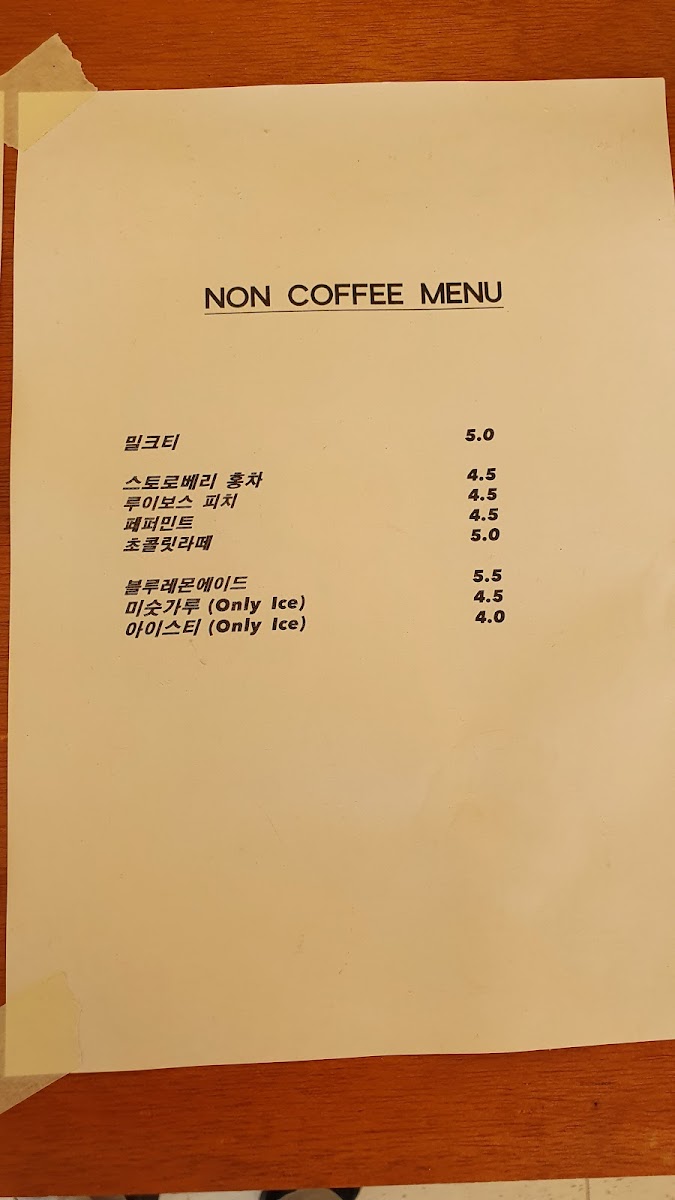 NON COFFEE MENU
밀크티 5.0
스토로베리 홍차 4.5
루이보스 피치 4.5
페퍼민트 4.5
초콜릿라떼 5.0
블루레몬에이드 5.5
미숫가루 (Only Ice) 4.5
아이스티 (Only Ice) 4.0